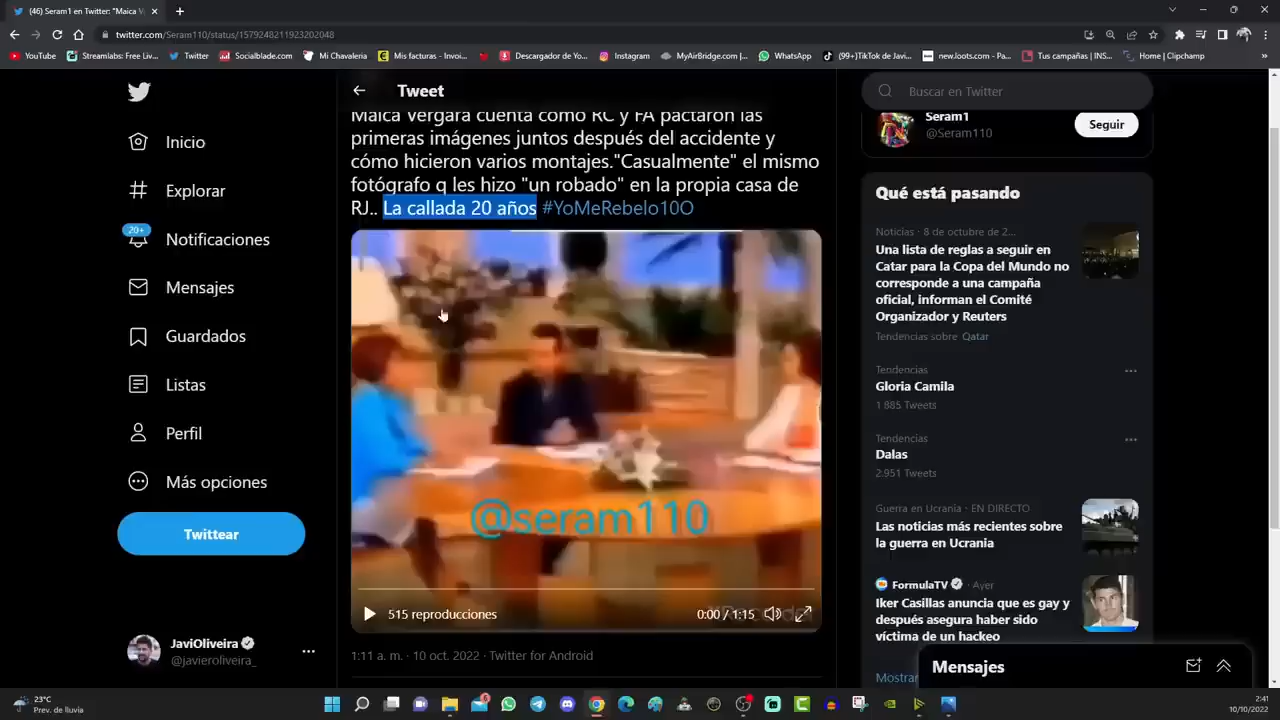 (46) Seram1 en Twitter: "Maica V
twitter.com/Seram110/status/1579248211923202048
YouTube
Streamlabs: Free Liv...
Twitter
Socialblade.com
Mi Chavaleria
Mis facturas - Invoi...
Descargador de Yo...
Instagram
MyAirBridge.com |...
WhatsApp
(99+)TikTok de Javi...
new.loots.com - Pa...
Tus campañas | INS...
Home | Clipchamp
Inicio
Explorar
20+
Notificaciones
Mensajes
Guardados
Listas
Perfil
Más opciones
Twittear
JaviOliveira
@javieroliveira_
Tweet
Maica Vergara cuenta como RC y FA pactaron las
primeras imágenes juntos después del accidente y
cómo hicieron varios montajes."Casualmente" el mismo
fotógrafo q les hizo "un robado" en la propia casa de
RJ.. La callada 20 años #YoMeRebelo10O
@seram110
515 reproducciones
0:00 / 1:15
1:11 a. m. · 10 oct. 2022 · Twitter for Android
Buscar en Twitter
Seram1
@Seram110
Seguir
Qué está pasando
Noticias · 8 de octubre de 2...
Una lista de reglas a seguir en
Catar para la Copa del Mundo no
corresponde a una campaña
oficial, informan el Comité
Organizador y Reuters
Tendencias sobre Qatar
Tendencias
Gloria Camila
1 885 Tweets
Tendencias
Dalas
2.951 Tweets
Guerra en Ucrania · EN DIRECTO
Las noticias más recientes sobre
la guerra en Ucrania
FormulaTV · Ayer
Iker Casillas anuncia que es gay y
después asegura haber sido
víctima de un hackeo
Mostrar
Mensajes
23°C
Prev. de lluvia
2:41
10/10/2022